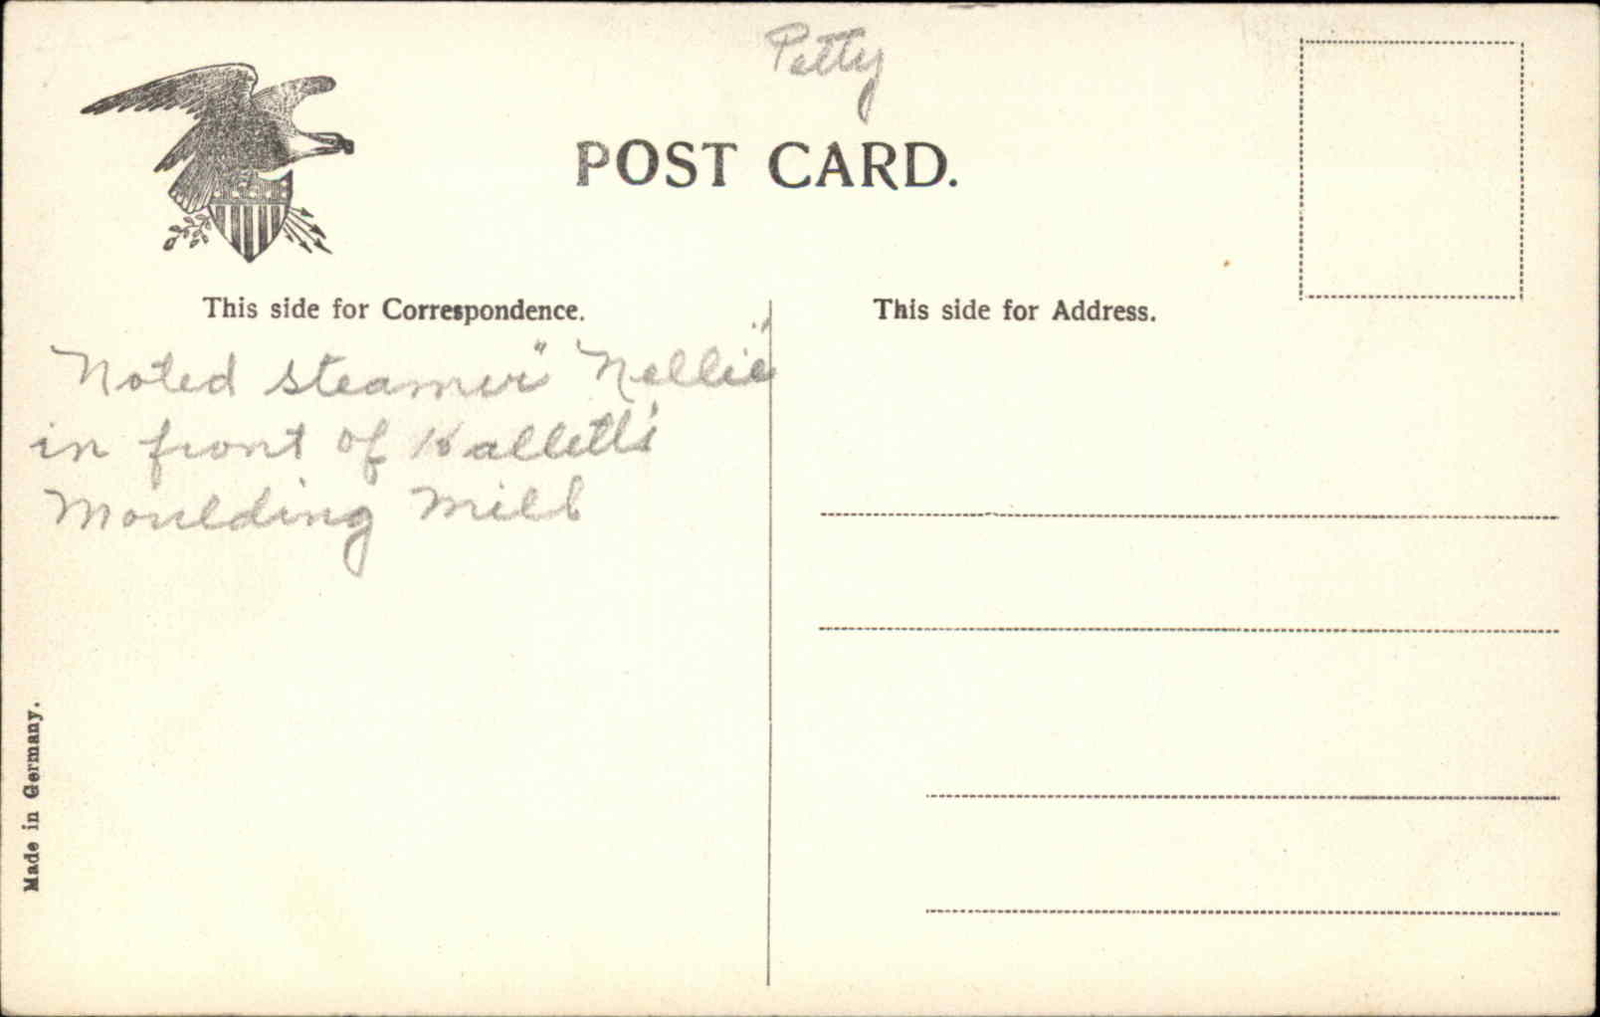 Petty
POST CARD.
This side for Correspondence.
This side for Address.
Noted steamer "Nellie"
in front of Hallett's
Moulding Mill
Made in Germany.